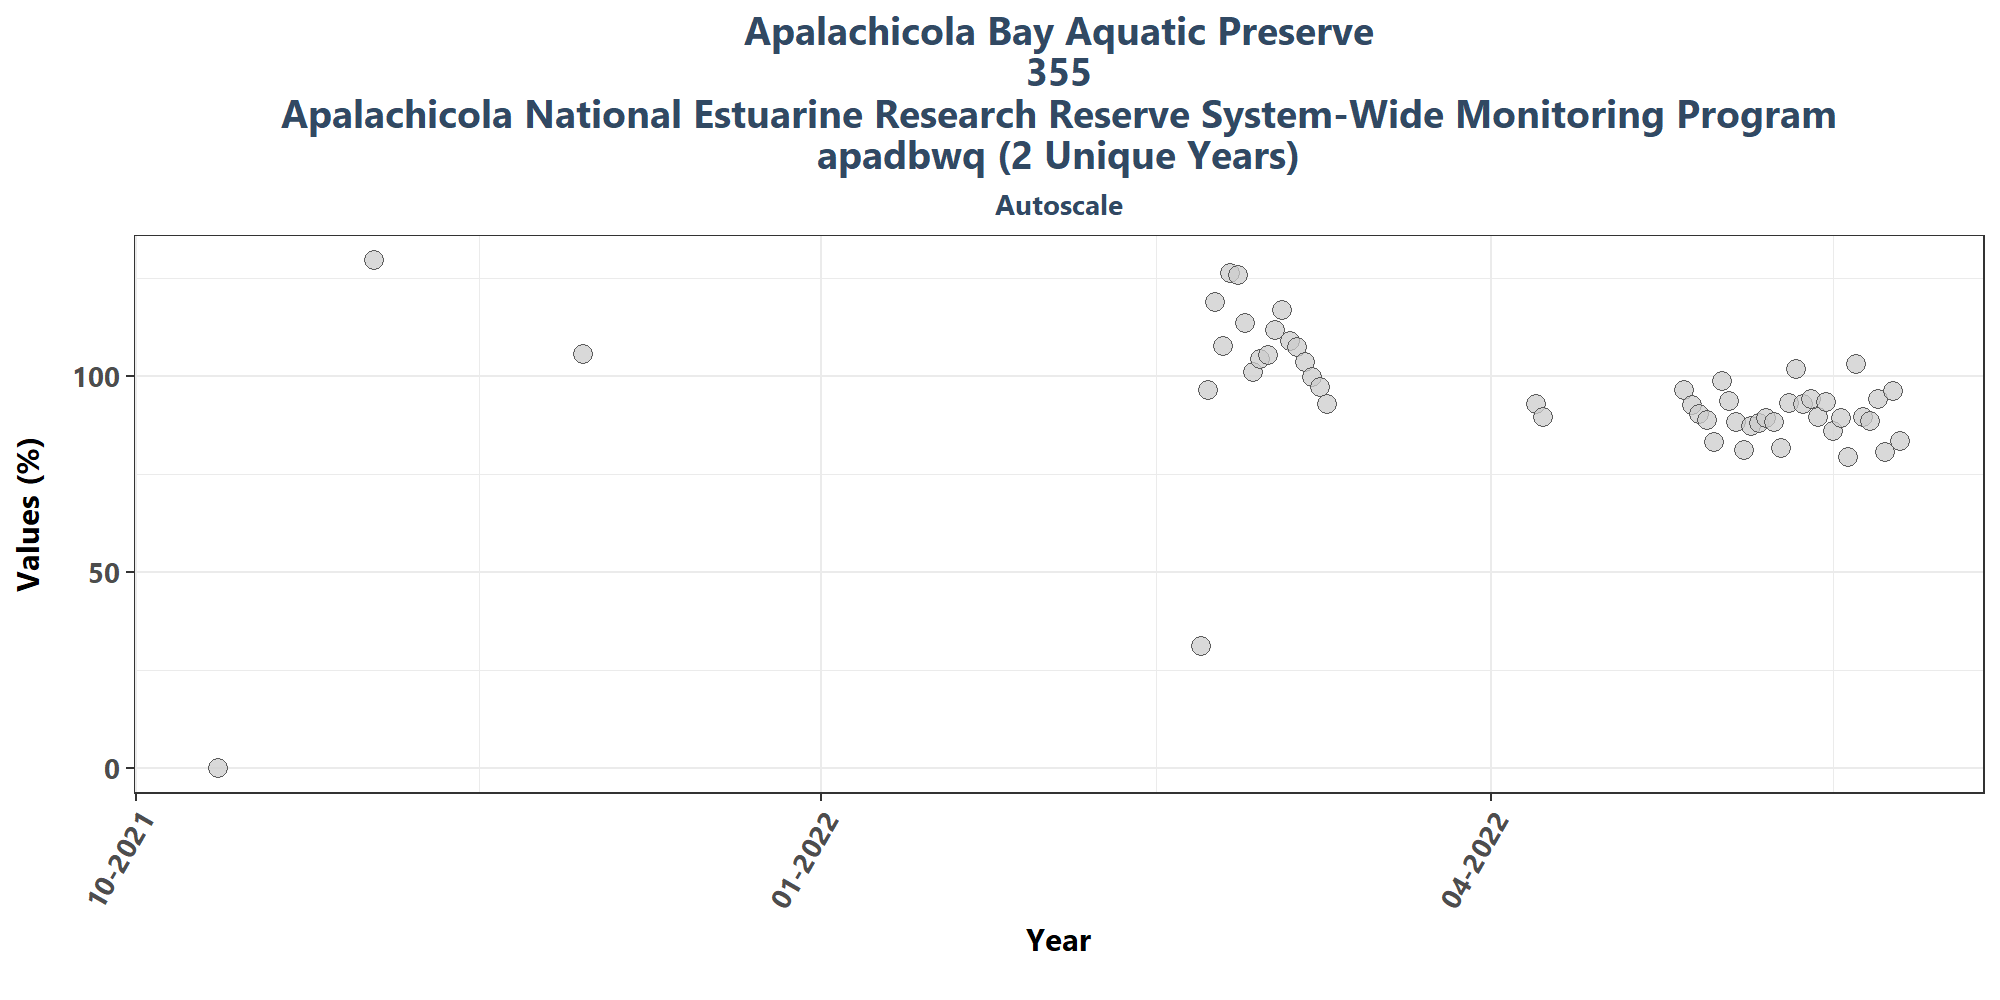 Apalachicola Bay Aquatic Preserve
355
Apalachicola National Estuarine Research Reserve System-Wide Monitoring Program
apadbwq (2 Unique Years)
Autoscale
Values (%)
100
50
0
10-2021
01-2022
04-2022
Year